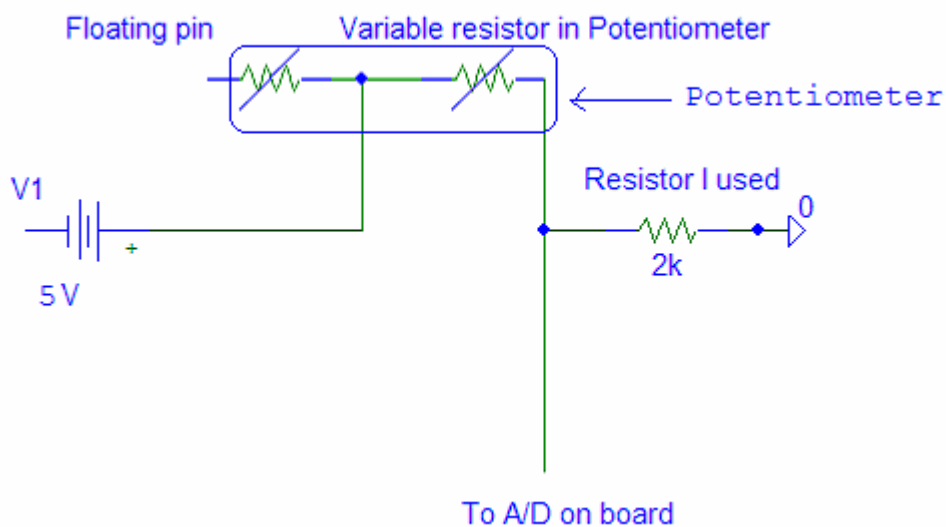 Floating pin
Variable resistor in Potentiometer
Potentiometer
V1
Resistor I used
0
+
2k
5 V
To A/D on board